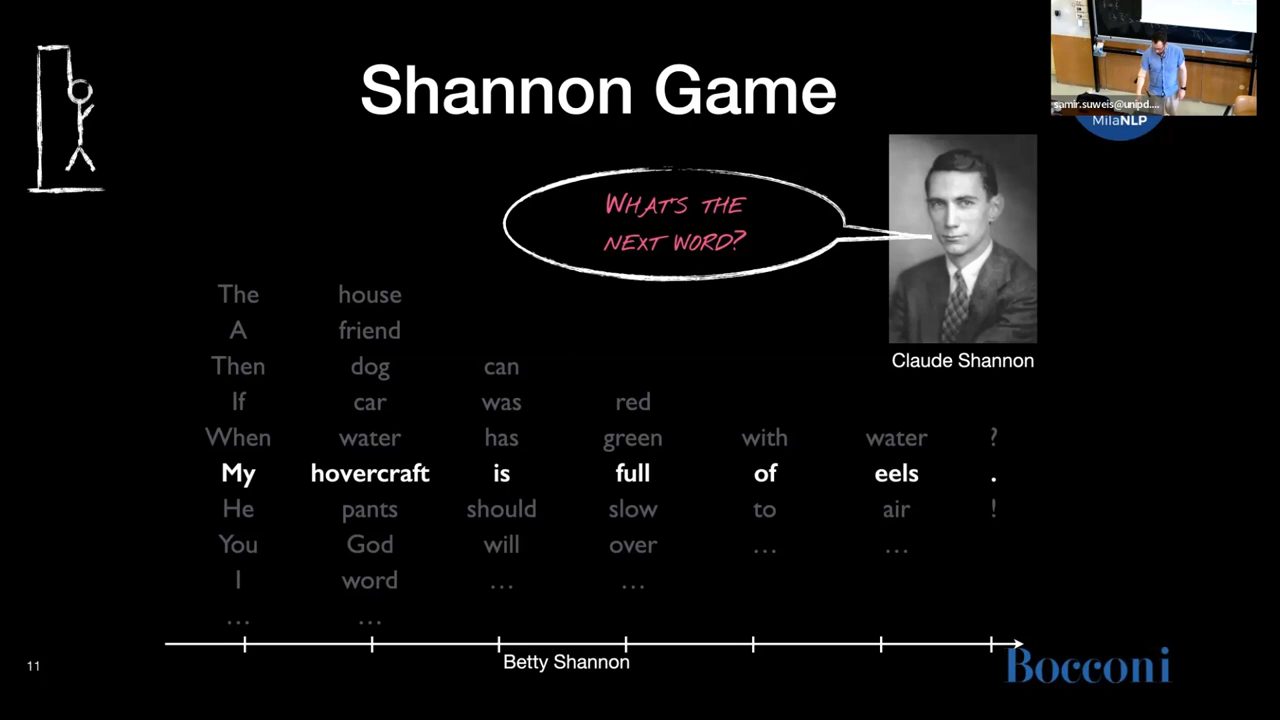 Shannon Game
samir.suweis@unipd....
MilaNLP
WHAT'S THE
NEXT WORD?
Claude Shannon
The house
A friend
Then dog can
If car was red
When water has green with water ?
My hovercraft is full of eels .
He pants should slow to air !
You God will over … …
I word … …
… …
Betty Shannon
11
Bocconi